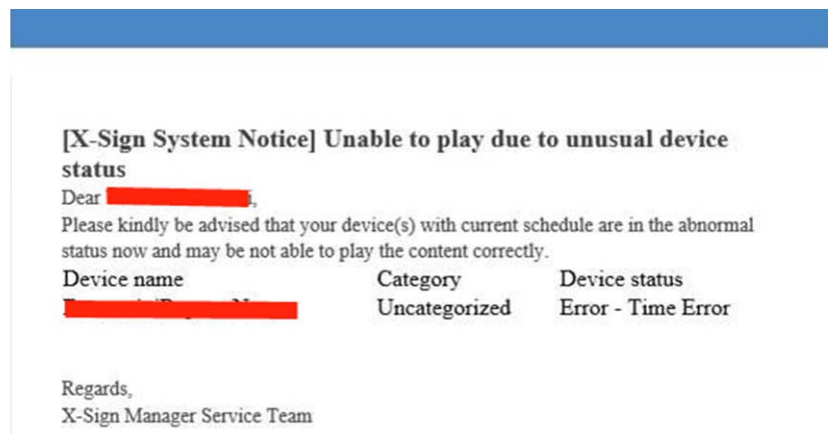 [X-Sign System Notice] Unable to play due to unusual device
status
Dear
Please kindly be advised that your device(s) with current schedule are in the abnormal
status now and may be not able to play the content correctly.
Device name Category Device status
Uncategorized Error - Time Error
Regards,
X-Sign Manager Service Team